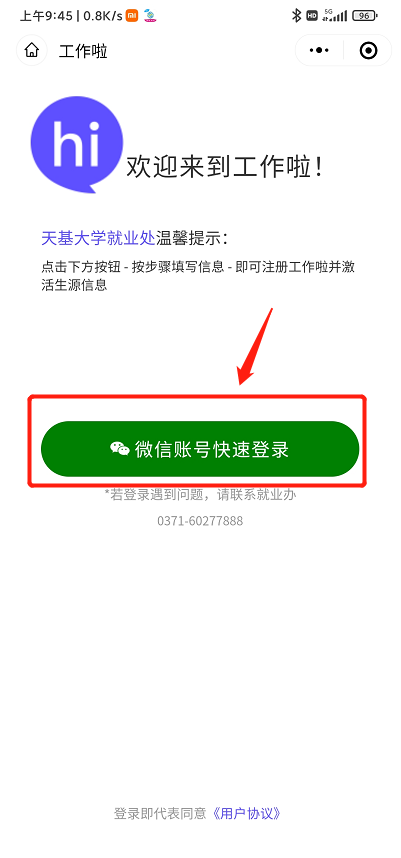 上午9:45 | 0.8K/s
HD 5G 96
工作啦
hi
欢迎来到工作啦！
天基大学就业处温馨提示：
点击下方按钮 - 按步骤填写信息 - 即可注册工作啦并激
活生源信息
微信账号快速登录
*若登录遇到问题，请联系就业办
0371-60277888
登录即代表同意《用户协议》